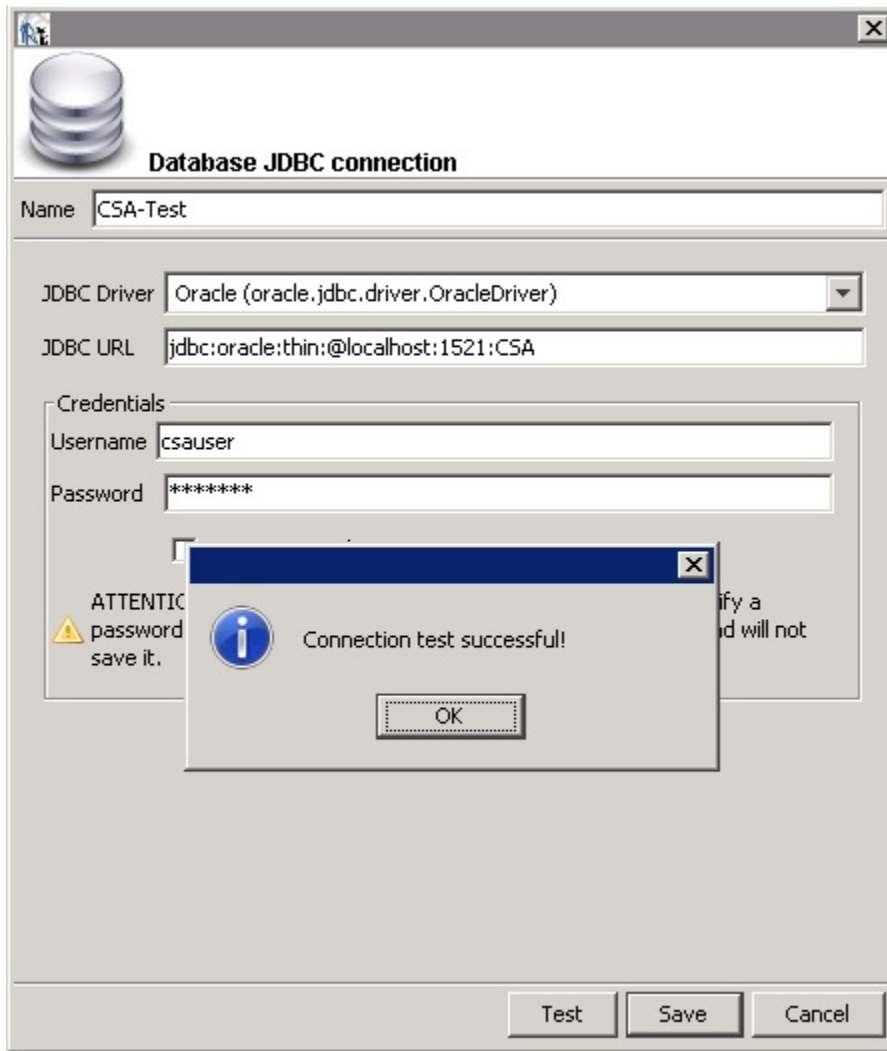 Database JDBC connection
Name CSA-Test
JDBC Driver Oracle (oracle.jdbc.driver.OracleDriver)
JDBC URL jdbc:oracle:thin:@localhost:1521:CSA
Credentials
Username csauser
Password *******
ify a
password will not
save it.
Connection test successful!
OK
Test Save Cancel